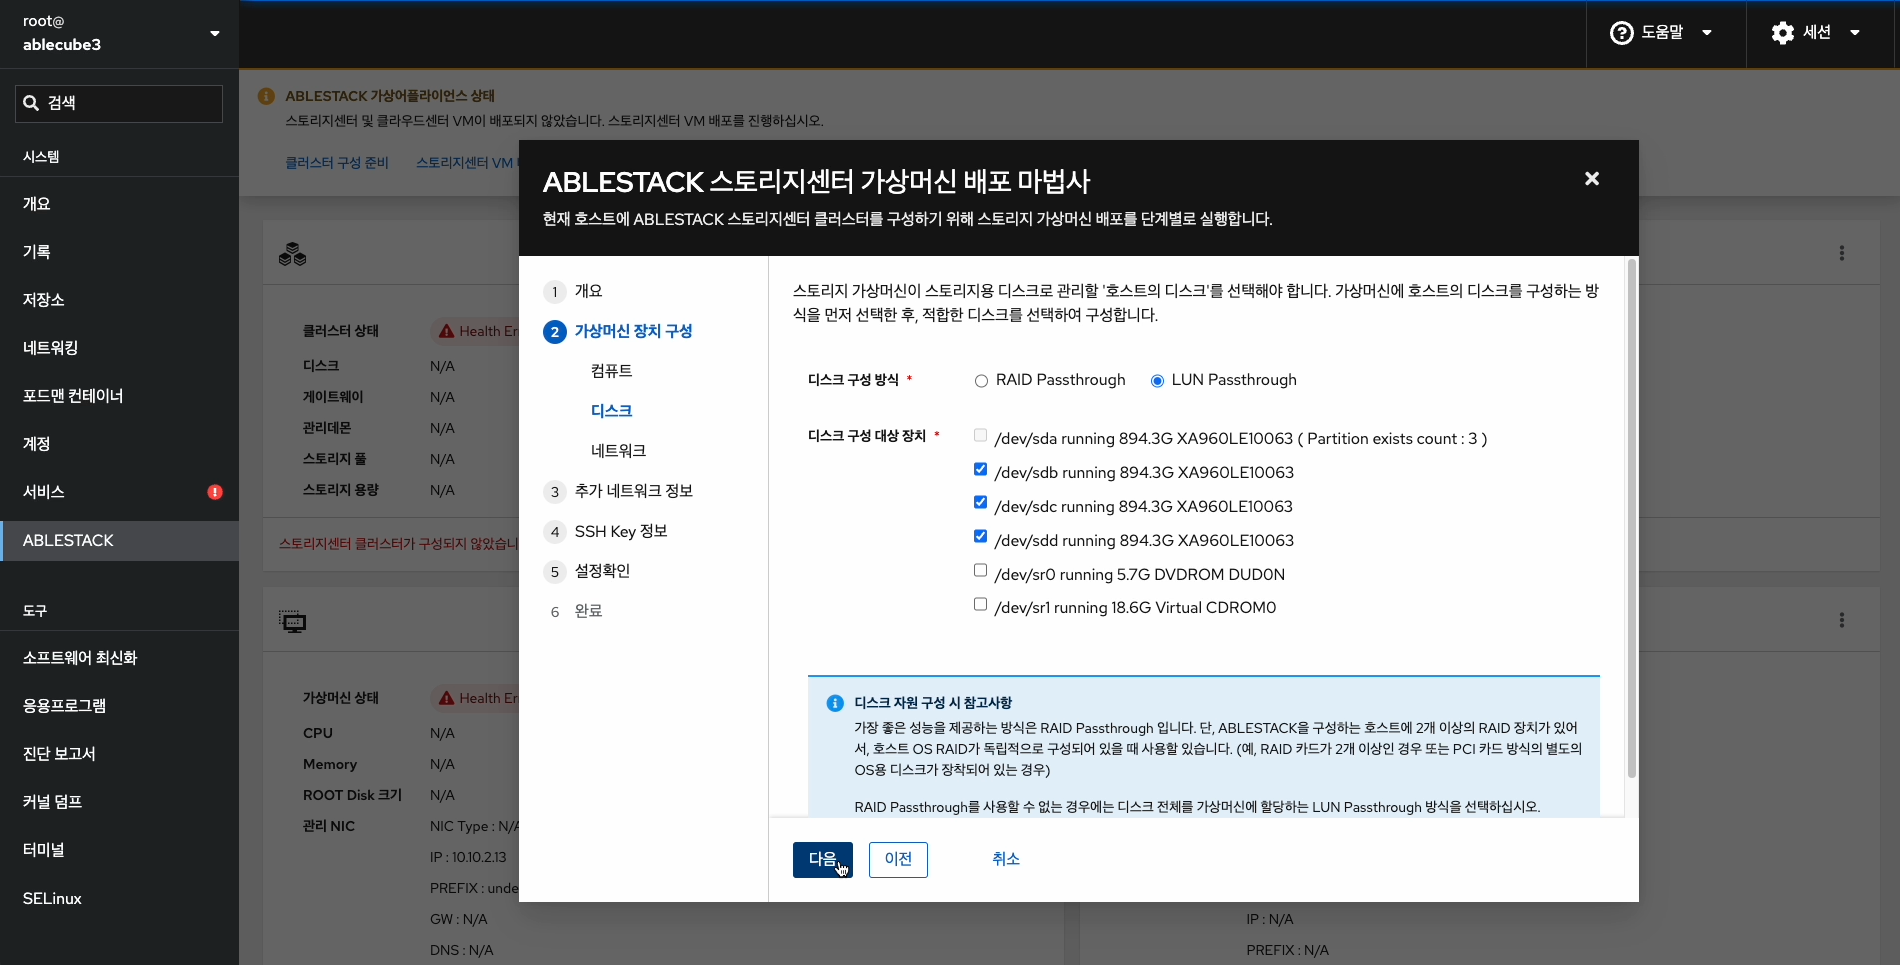 root@
ablecube3
도움말
세션
검색
시스템
개요
기록
저장소
네트워킹
포드맨 컨테이너
계정
서비스
ABLESTACK
도구
소프트웨어 최신화
응용프로그램
진단 보고서
커널 덤프
터미널
SELinux
ABLESTACK 가상어플라이언스 상태
스토리지센터 및 클라우드센터 VM이 배포되지 않았습니다. 스토리지센터 VM 배포를 진행하십시오.
클러스터 구성 준비
스토리지센터 VM
클러스터 상태
Health Er
디스크
N/A
게이트웨이
N/A
관리데몬
N/A
스토리지 풀
N/A
스토리지 용량
N/A
스토리지센터 클러스터가 구성되지 않았습니
가상머신 상태
Health Er
CPU
N/A
Memory
N/A
ROOT Disk 크기
N/A
관리 NIC
NIC Type : N/A
IP : 10.10.2.13
PREFIX : unde
GW : N/A
DNS : N/A
IP : N/A
PREFIX : N/A
ABLESTACK 스토리지센터 가상머신 배포 마법사
현재 호스트에 ABLESTACK 스토리지센터 클러스터를 구성하기 위해 스토리지 가상머신 배포를 단계별로 실행합니다.
1 개요
2 가상머신 장치 구성
컴퓨트
디스크
네트워크
3 추가 네트워크 정보
4 SSH Key 정보
5 설정확인
6 완료
스토리지 가상머신이 스토리지용 디스크로 관리할 '호스트의 디스크'를 선택해야 합니다. 가상머신에 호스트의 디스크를 구성하는 방
식을 먼저 선택한 후, 적합한 디스크를 선택하여 구성합니다.
디스크 구성 방식 *
RAID Passthrough
LUN Passthrough
디스크 구성 대상 장치 *
/dev/sda running 894.3G XA960LE10063 ( Partition exists count : 3 )
/dev/sdb running 894.3G XA960LE10063
/dev/sdc running 894.3G XA960LE10063
/dev/sdd running 894.3G XA960LE10063
/dev/sr0 running 5.7G DVDROM DUD0N
/dev/sr1 running 18.6G Virtual CDROM0
디스크 자원 구성 시 참고사항
가장 좋은 성능을 제공하는 방식은 RAID Passthrough 입니다. 단, ABLESTACK을 구성하는 호스트에 2개 이상의 RAID 장치가 있어
서, 호스트 OS RAID가 독립적으로 구성되어 있을 때 사용할 있습니다. (예, RAID 카드가 2개 이상인 경우 또는 PCI 카드 방식의 별도의
OS용 디스크가 장착되어 있는 경우)
RAID Passthrough를 사용할 수 없는 경우에는 디스크 전체를 가상머신에 할당하는 LUN Passthrough 방식을 선택하십시오.
다음
이전
취소